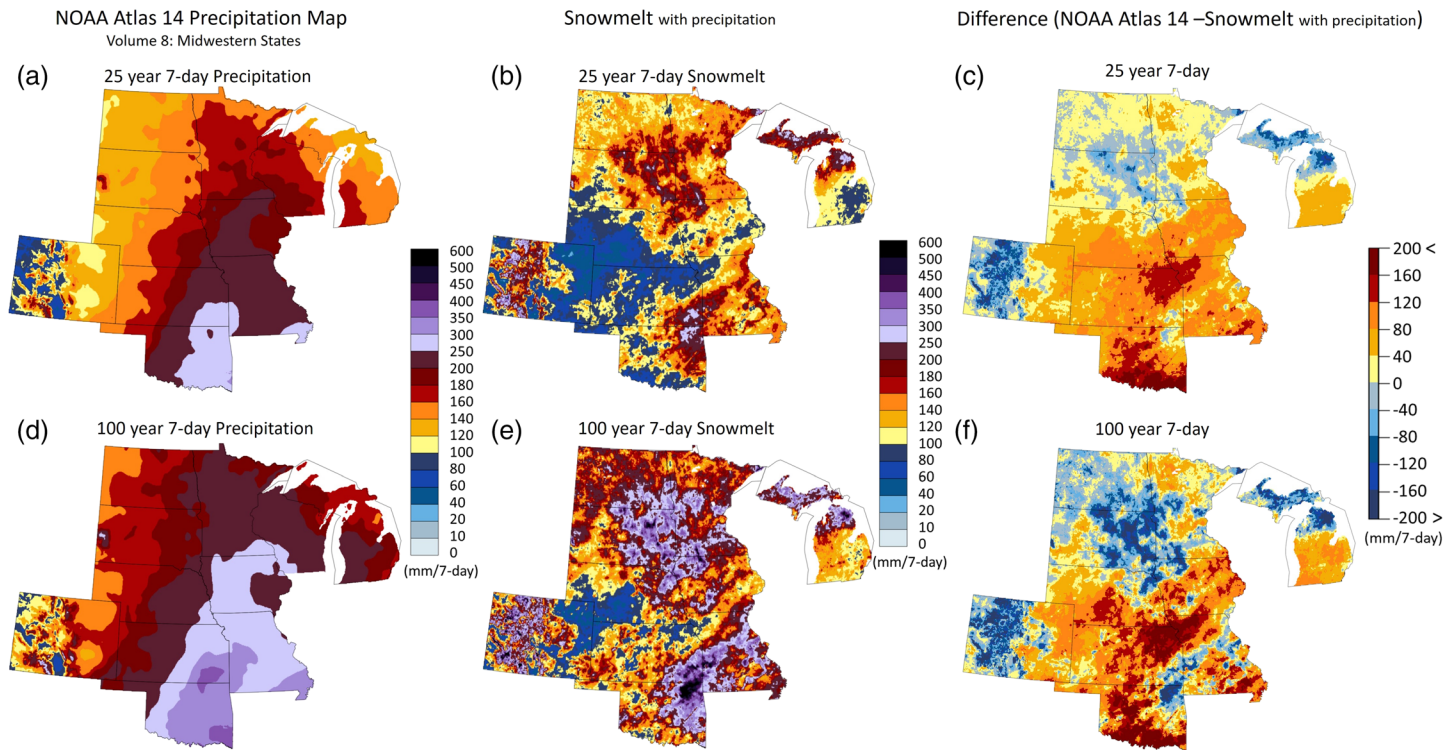 NOAA Atlas 14 Precipitation Map
Volume 8: Midwestern States
Snowmelt with precipitation
Difference (NOAA Atlas 14 –Snowmelt with precipitation)
(a)
25 year 7-day Precipitation
(b)
25 year 7-day Snowmelt
(c)
25 year 7-day
600
500
450
400
350
300
250
200
180
160
140
120
100
80
60
40
20
10
0
(mm/7-day)
600
500
450
400
350
300
250
200
180
160
140
120
100
80
60
40
20
10
0
(mm/7-day)
200 <
160
120
80
40
0
-40
-80
-120
-160
-200 >
(mm/7-day)
(d)
100 year 7-day Precipitation
(e)
100 year 7-day Snowmelt
(f)
100 year 7-day